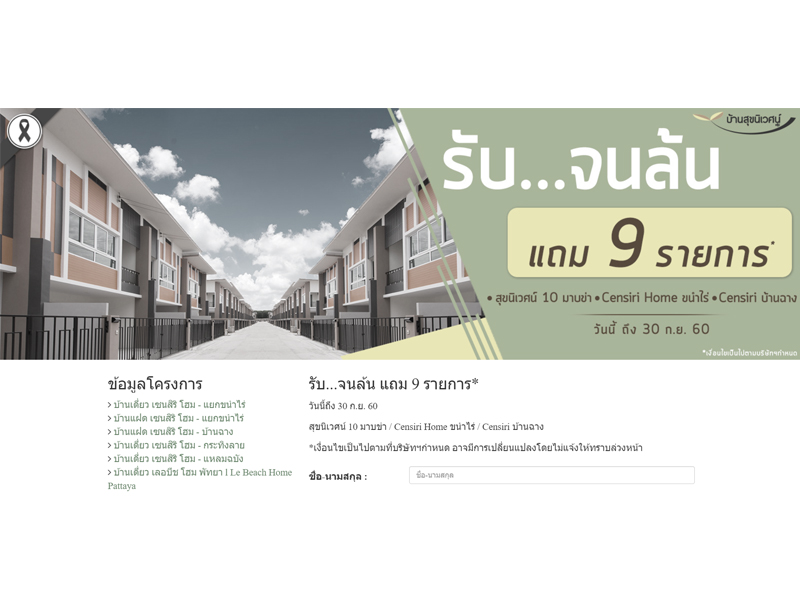 บ้านสุขนิเวศน์
รับ...จนล้น
แถม 9 รายการ*
• สุขนิเวศน์ 10 มาบข่า • Censiri Home ขนำไร่ • Censiri บ้านฉาง
วันนี้ ถึง 30 ก.ย. 60
*เงื่อนไขเป็นไปตามบริษัทฯกำหนด
ข้อมูลโครงการ
> บ้านเดี่ยว เซนสิริ โฮม - แยกขนำไร่
> บ้านแฝด เซนสิริ โฮม - แยกขนำไร่
> บ้านแฝด เซนสิริ โฮม - บ้านฉาง
> บ้านเดี่ยว เซนสิริ โฮม - กระทิงลาย
> บ้านเดี่ยว เซนสิริ โฮม - แหลมฉบัง
> บ้านเดี่ยว เลอบีช โฮม พัทยา l Le Beach Home
Pattaya
รับ...จนล้น แถม 9 รายการ*
วันนี้ถึง 30 ก.ย. 60
สุขนิเวศน์ 10 มาบข่า / Censiri Home ขนำไร่ / Censiri บ้านฉาง
*เงื่อนไขเป็นไปตามที่บริษัทฯกำหนด อาจมีการเปลี่ยนแปลงโดยไม่แจ้งให้ทราบล่วงหน้า
ชื่อ-นามสกุล :
ชื่อ-นามสกุล